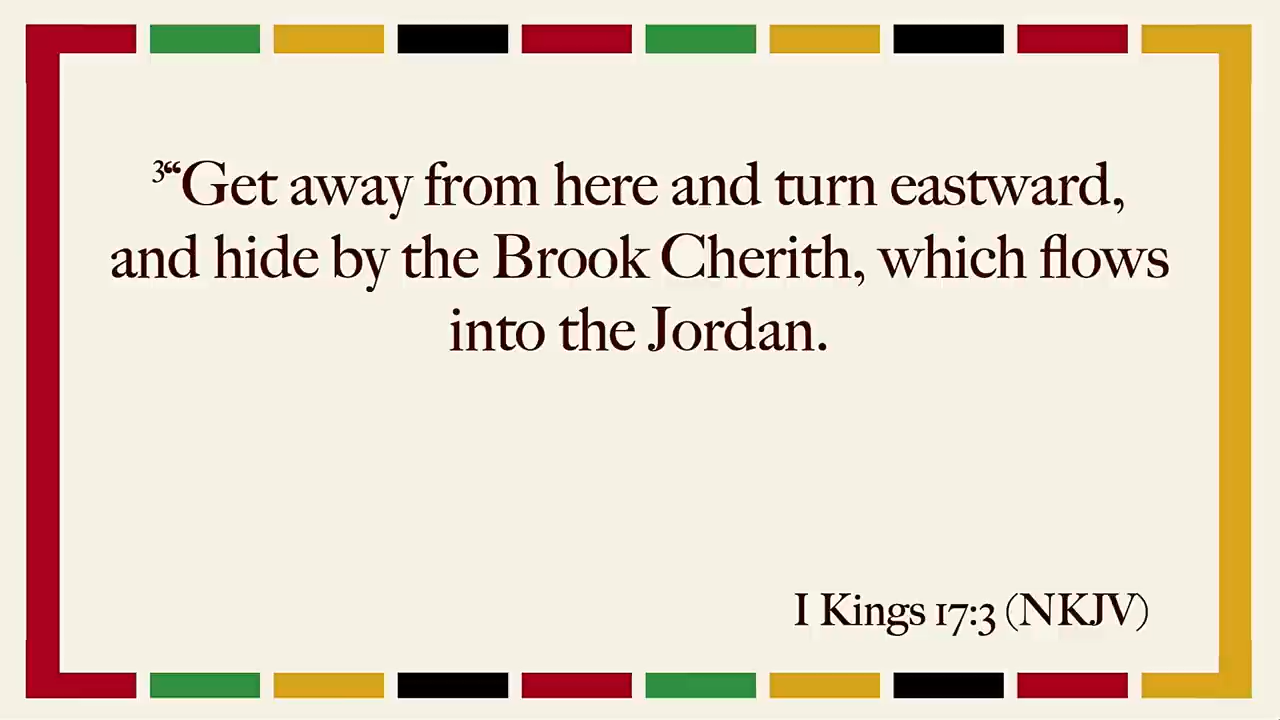 ³“Get away from here and turn eastward,
and hide by the Brook Cherith, which flows
into the Jordan.
I Kings 17:3 (NKJV)